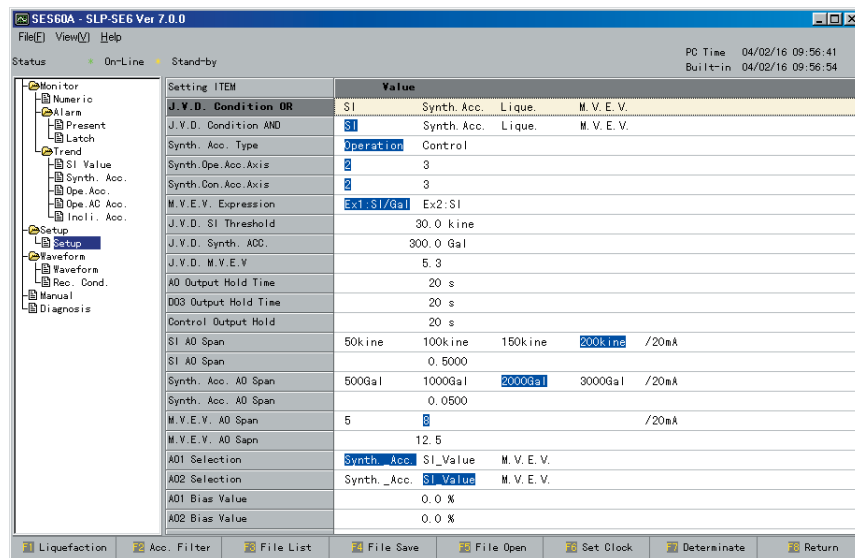 SES60A - SLP-SE6 Ver 7.0.0
File(F) View(V) Help
Status On-Line Stand-by
PC Time 04/02/16 09:56:41
Built-in 04/02/16 09:56:54
Monitor
Numeric
Alarm
Present
Latch
Trend
SI Value
Synth. Acc.
Ope.Acc.
Ope.AC Acc.
Incli. Acc.
Setup
Setup
Waveform
Waveform
Rec. Cond.
Manual
Diagnosis
Setting ITEM Value
J.V.D. Condition OR SI Synth. Acc. Lique. M.V.E.V.
J.V.D. Condition AND SI Synth. Acc. Lique. M.V.E.V.
Synth. Acc. Type Operation Control
Synth.Ope.Acc.Axis 2 3
Synth.Con.Acc.Axis 2 3
M.V.E.V. Expression Ex1:SI/Gal Ex2:SI
J.V.D. SI Threshold 30.0 kine
J.V.D. Synth. ACC. 300.0 Gal
J.V.D. M.V.E.V 5.3
AO Output Hold Time 20 s
DO3 Output Hold Time 20 s
Control Output Hold 20 s
SI AO Span 50kine 100kine 150kine 200kine /20mA
SI AO Span 0.5000
Synth. Acc. AO Span 500Gal 1000Gal 2000Gal 3000Gal /20mA
Synth. Acc. AO Span 0.0500
M.V.E.V. AO Span 5 8 /20mA
M.V.E.V. AO Sapn 12.5
AO1 Selection Synth._Acc. SI_Value M.V.E.V.
AO2 Selection Synth._Acc. SI_Value M.V.E.V.
AO1 Bias Value 0.0 %
AO2 Bias Value 0.0 %
F1 Liquefaction F2 Acc. Filter F3 File List F4 File Save F5 File Open F6 Set Clock F7 Determinate F8 Return